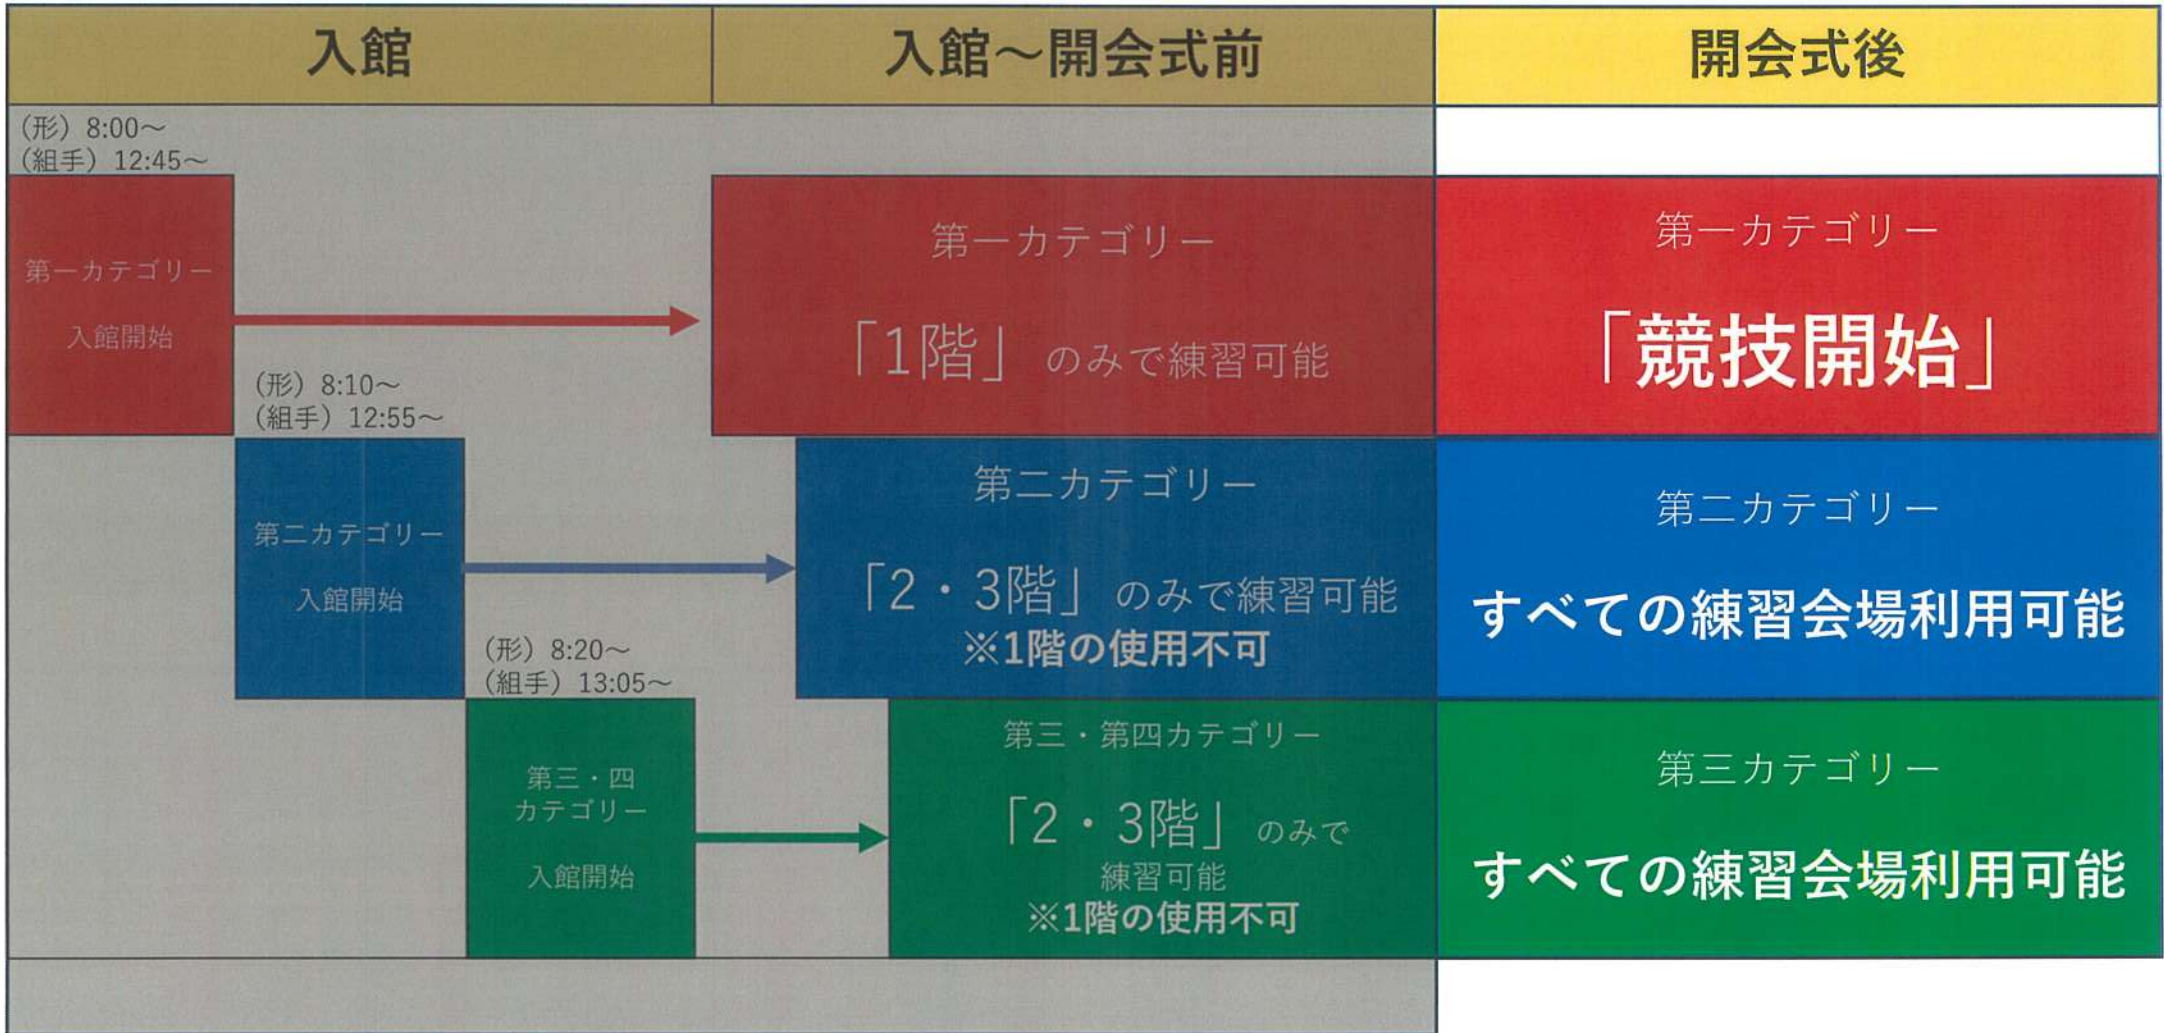 入館
入館～開会式前
開会式後
（形）8:00～
（組手）12:45～
第一カテゴリー
入館開始
第一カテゴリー
「1階」のみで練習可能
第一カテゴリー
「競技開始」
（形）8:10～
（組手）12:55～
第二カテゴリー
入館開始
第二カテゴリー
「2・3階」のみで練習可能
※1階の使用不可
第二カテゴリー
すべての練習会場利用可能
（形）8:20～
（組手）13:05～
第三・四
カテゴリー
入館開始
第三・第四カテゴリー
「2・3階」のみで
練習可能
※1階の使用不可
第三カテゴリー
すべての練習会場利用可能